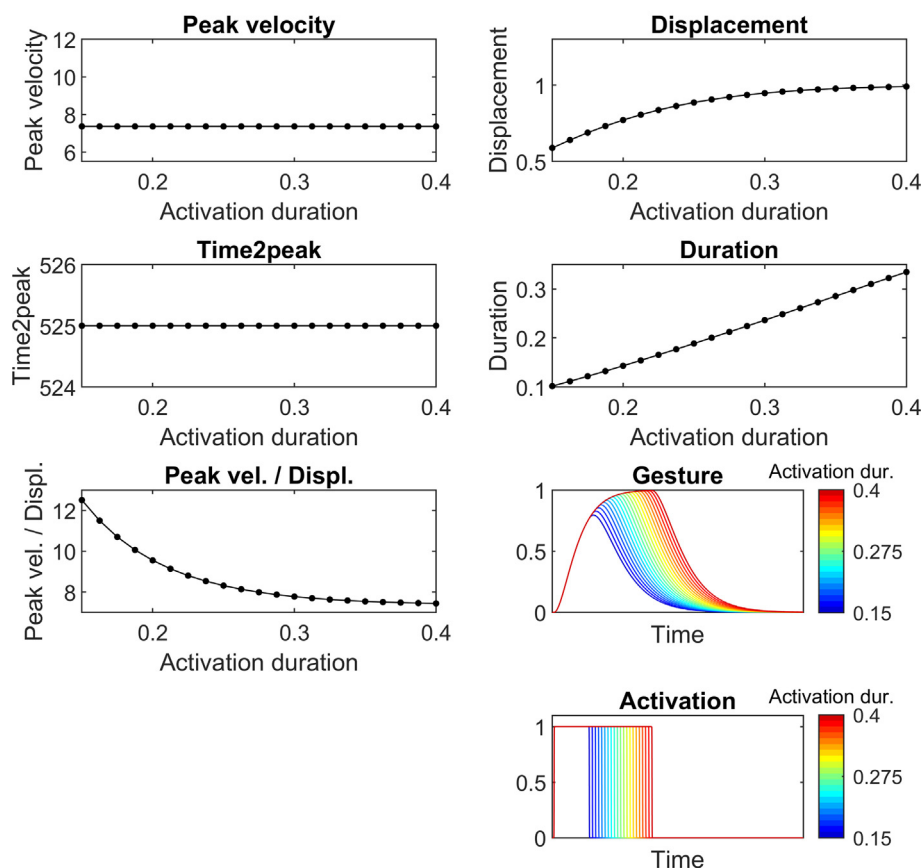 Peak velocity
Peak velocity
12
10
8
6
0.2
0.3
0.4
Activation duration
Displacement
Displacement
1
0.5
0.2
0.3
0.4
Activation duration
Time2peak
Time2peak
526
525
524
0.2
0.3
0.4
Activation duration
Duration
Duration
0.3
0.2
0.1
0.2
0.3
0.4
Activation duration
Peak vel. / Displ.
Peak vel. / Displ.
12
10
8
0.2
0.3
0.4
Activation duration
Gesture
1
0.5
0
Time
Activation dur.
0.4
0.275
0.15
Activation
1
0.5
0
Time
Activation dur.
0.4
0.275
0.15